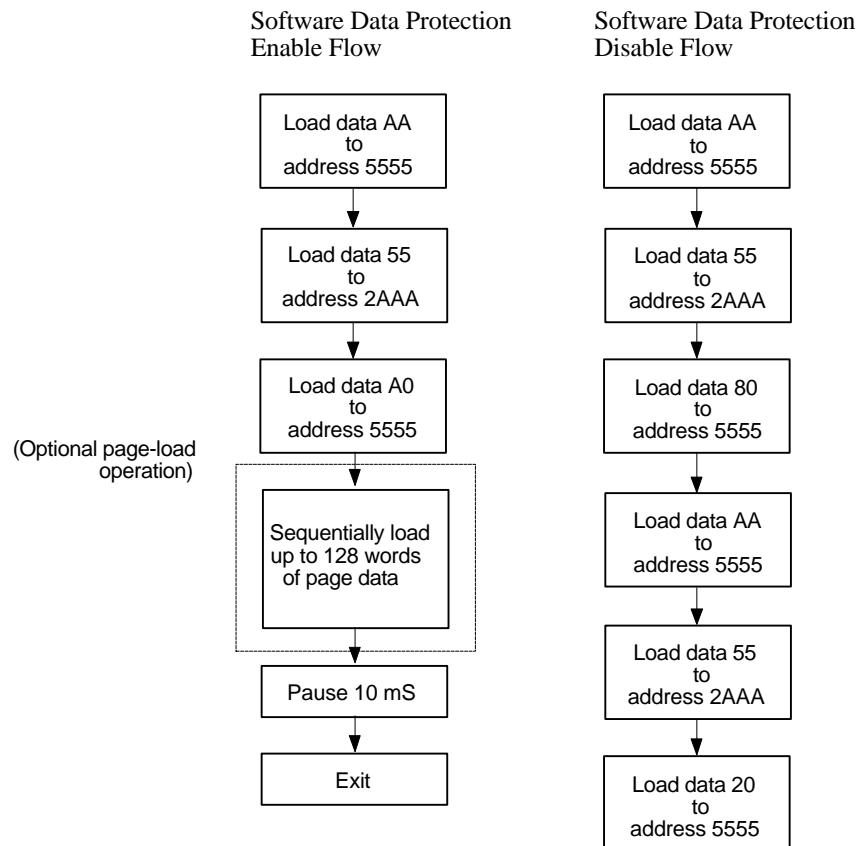 Software Data Protection
Enable Flow
Load data AA
to
address 5555
Load data 55
to
address 2AAA
Load data A0
to
address 5555
(Optional page-load
operation)
Sequentially load
up to 128 words
of page data
Pause 10 mS
Exit
Software Data Protection
Disable Flow
Load data AA
to
address 5555
Load data 55
to
address 2AAA
Load data 80
to
address 5555
Load data AA
to
address 5555
Load data 55
to
address 2AAA
Load data 20
to
address 5555